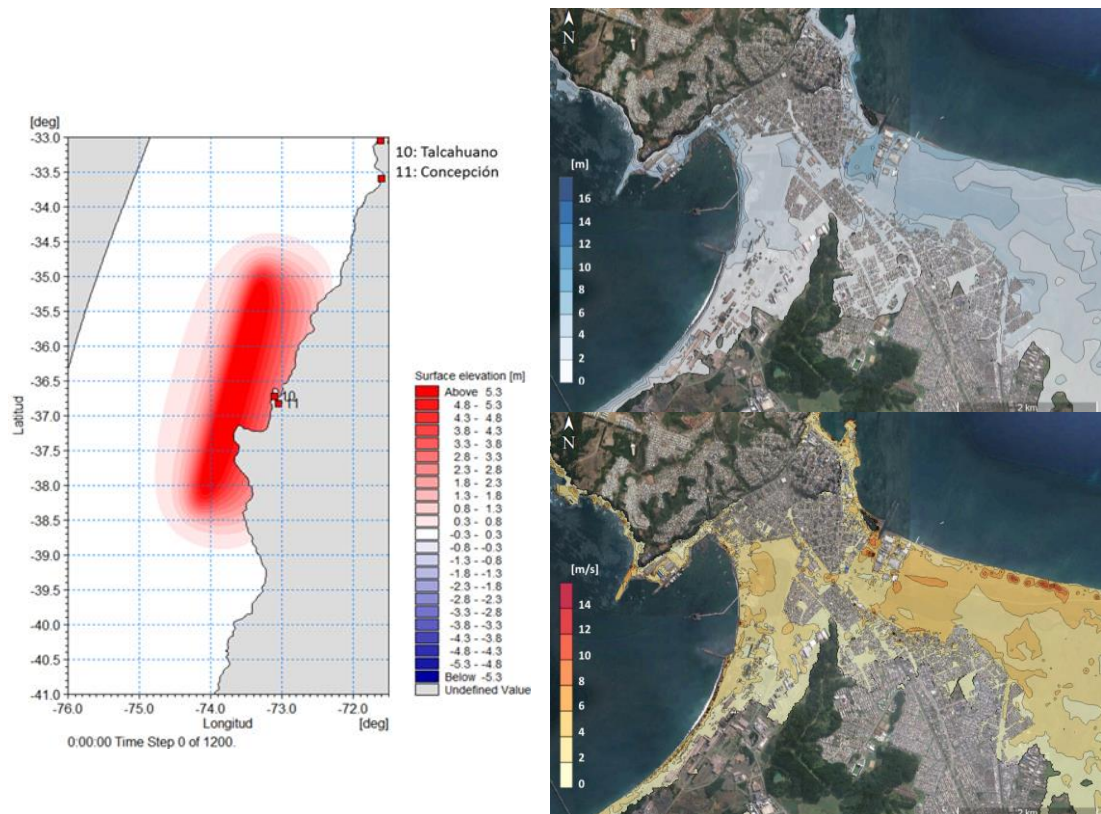 [deg]
-33.0
-33.5
-34.0
-34.5
-35.0
-35.5
-36.0
-36.5
-37.0
-37.5
-38.0
-38.5
-39.0
-39.5
-40.0
-40.5
-41.0
Latitud
-76.0 -75.0 -74.0 -73.0 -72.0
Longitud [deg]
0:00:00 Time Step 0 of 1200.
10: Talcahuano
11: Concepción
10
11
Surface elevation [m]
Above 5.3
4.8 - 5.3
4.3 - 4.8
3.8 - 4.3
3.3 - 3.8
2.8 - 3.3
2.3 - 2.8
1.8 - 2.3
1.3 - 1.8
0.8 - 1.3
0.3 - 0.8
-0.3 - 0.3
-0.8 - -0.3
-1.3 - -0.8
-1.8 - -1.3
-2.3 - -1.8
-2.8 - -2.3
-3.3 - -2.8
-3.8 - -3.3
-4.3 - -3.8
-4.8 - -4.3
-5.3 - -4.8
Below -5.3
Undefined Value
N
[m]
16
14
12
10
8
6
4
2
0
2 km
N
[m/s]
14
12
10
8
6
4
2
0
2 km